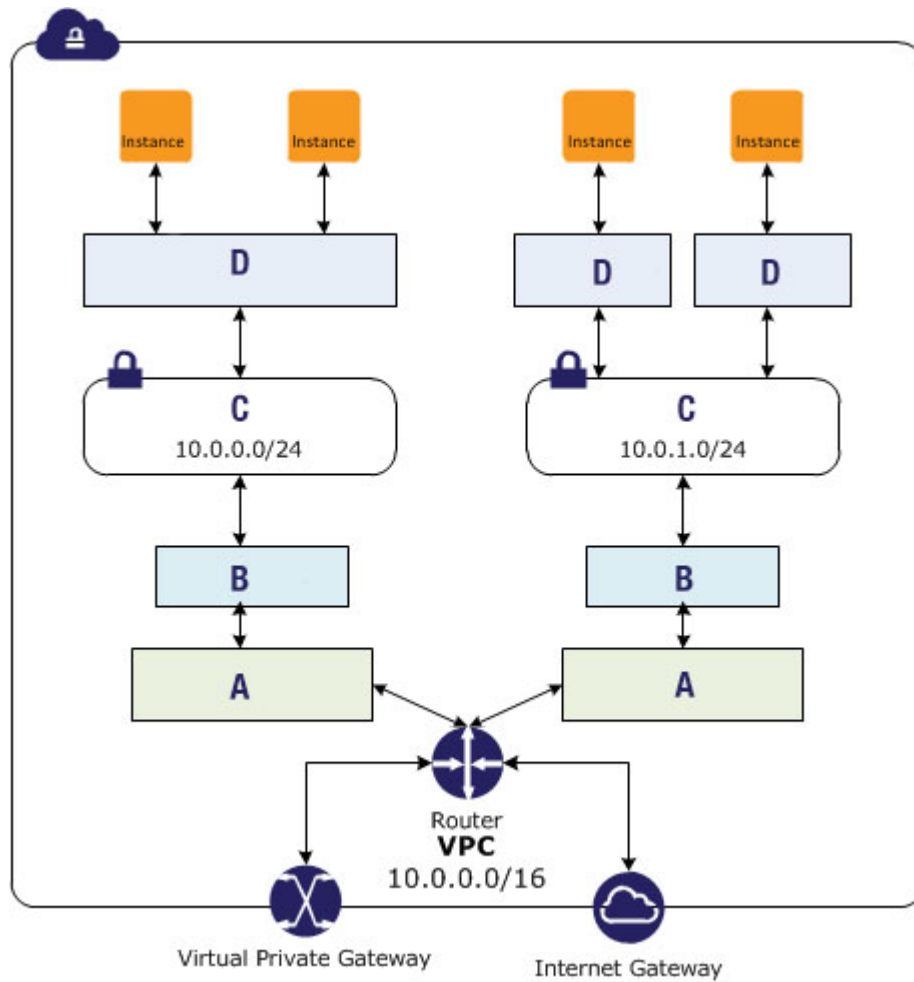 Instance Instance Instance Instance
D D D
C C
10.0.0.0/24 10.0.1.0/24
B B
A A
Router
VPC
10.0.0.0/16
Virtual Private Gateway Internet Gateway